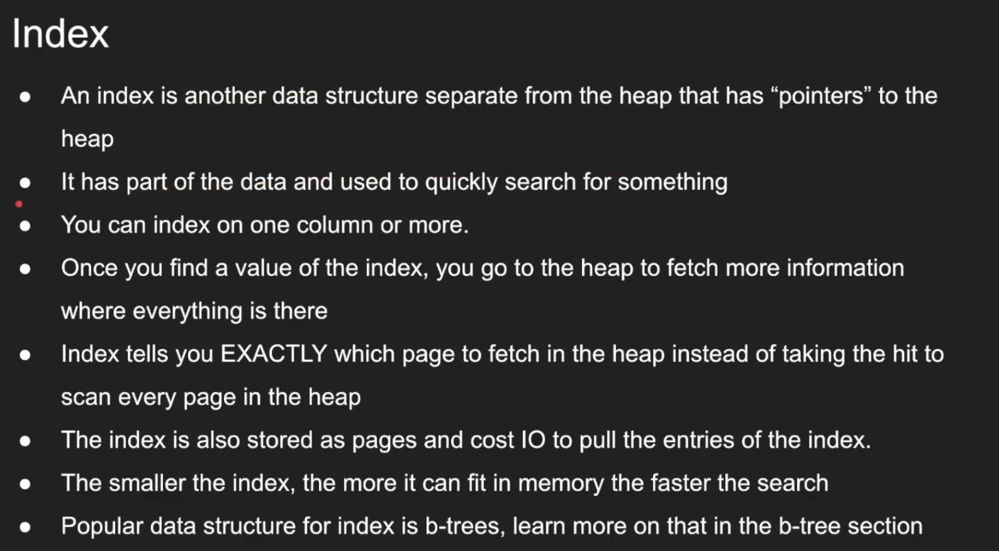 Index
● An index is another data structure separate from the heap that has “pointers” to the
heap
● It has part of the data and used to quickly search for something
● You can index on one column or more.
● Once you find a value of the index, you go to the heap to fetch more information
where everything is there
● Index tells you EXACTLY which page to fetch in the heap instead of taking the hit to
scan every page in the heap
● The index is also stored as pages and cost IO to pull the entries of the index.
● The smaller the index, the more it can fit in memory the faster the search
● Popular data structure for index is b-trees, learn more on that in the b-tree section